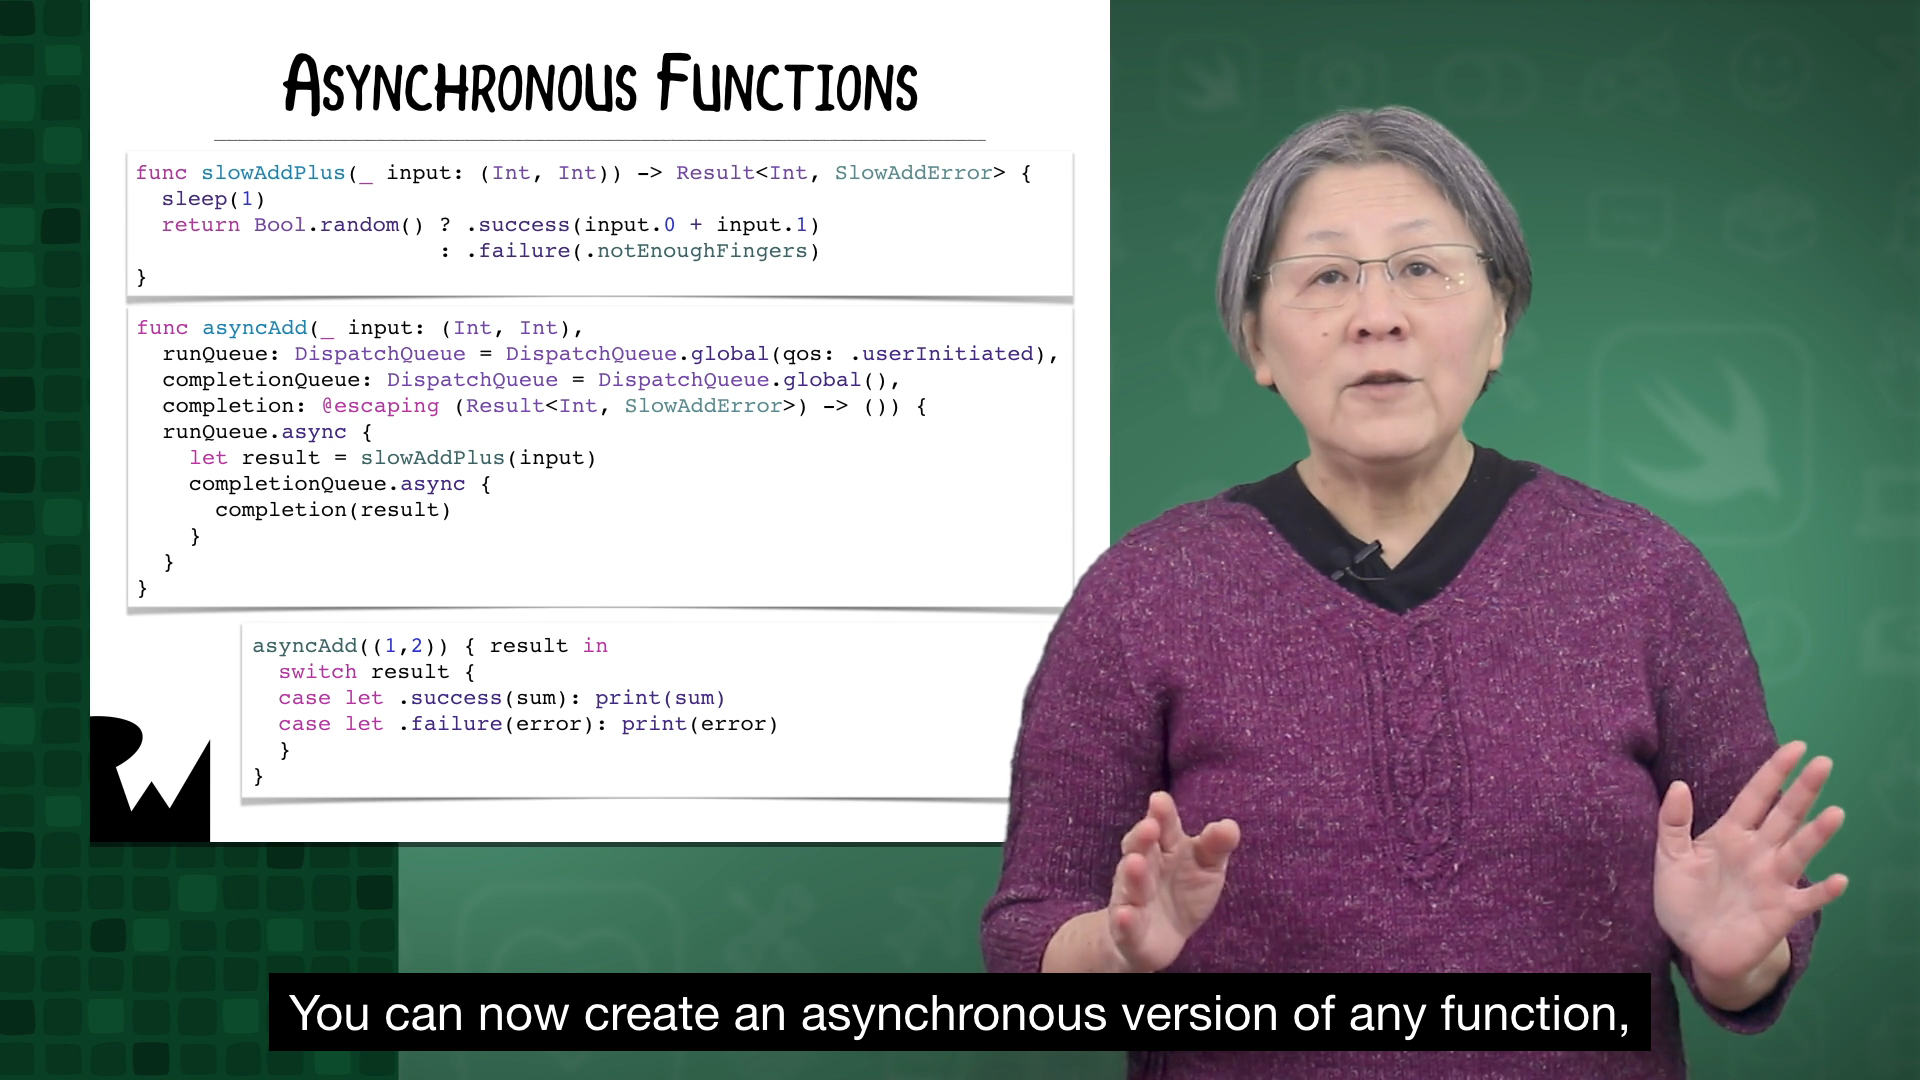 Asynchronous Functions
func slowAddPlus(_ input: (Int, Int)) -> Result<Int, SlowAddError> {
  sleep(1)
  return Bool.random() ? .success(input.0 + input.1)
                       : .failure(.notEnoughFingers)
}
func asyncAdd(_ input: (Int, Int),
  runQueue: DispatchQueue = DispatchQueue.global(qos: .userInitiated),
  completionQueue: DispatchQueue = DispatchQueue.global(),
  completion: @escaping (Result<Int, SlowAddError>) -> ()) {
  runQueue.async {
    let result = slowAddPlus(input)
    completionQueue.async {
      completion(result)
    }
  }
}
asyncAdd((1,2)) { result in
  switch result {
  case let .success(sum): print(sum)
  case let .failure(error): print(error)
  }
}
RW
You can now create an asynchronous version of any function,